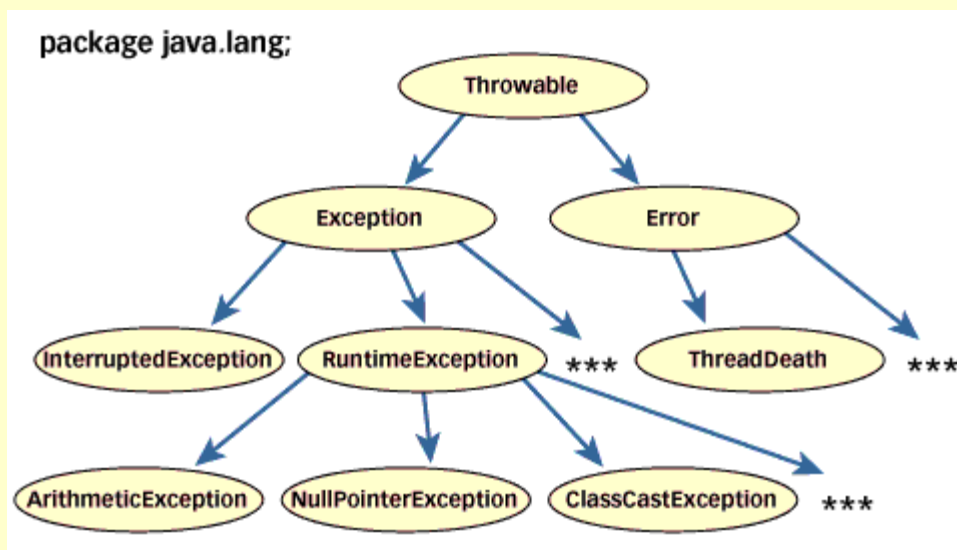 package java.lang;
Throwable
Exception
Error
InterruptedException
RuntimeException
***
ThreadDeath
***
ArithmeticException
NullPointerException
ClassCastException
***